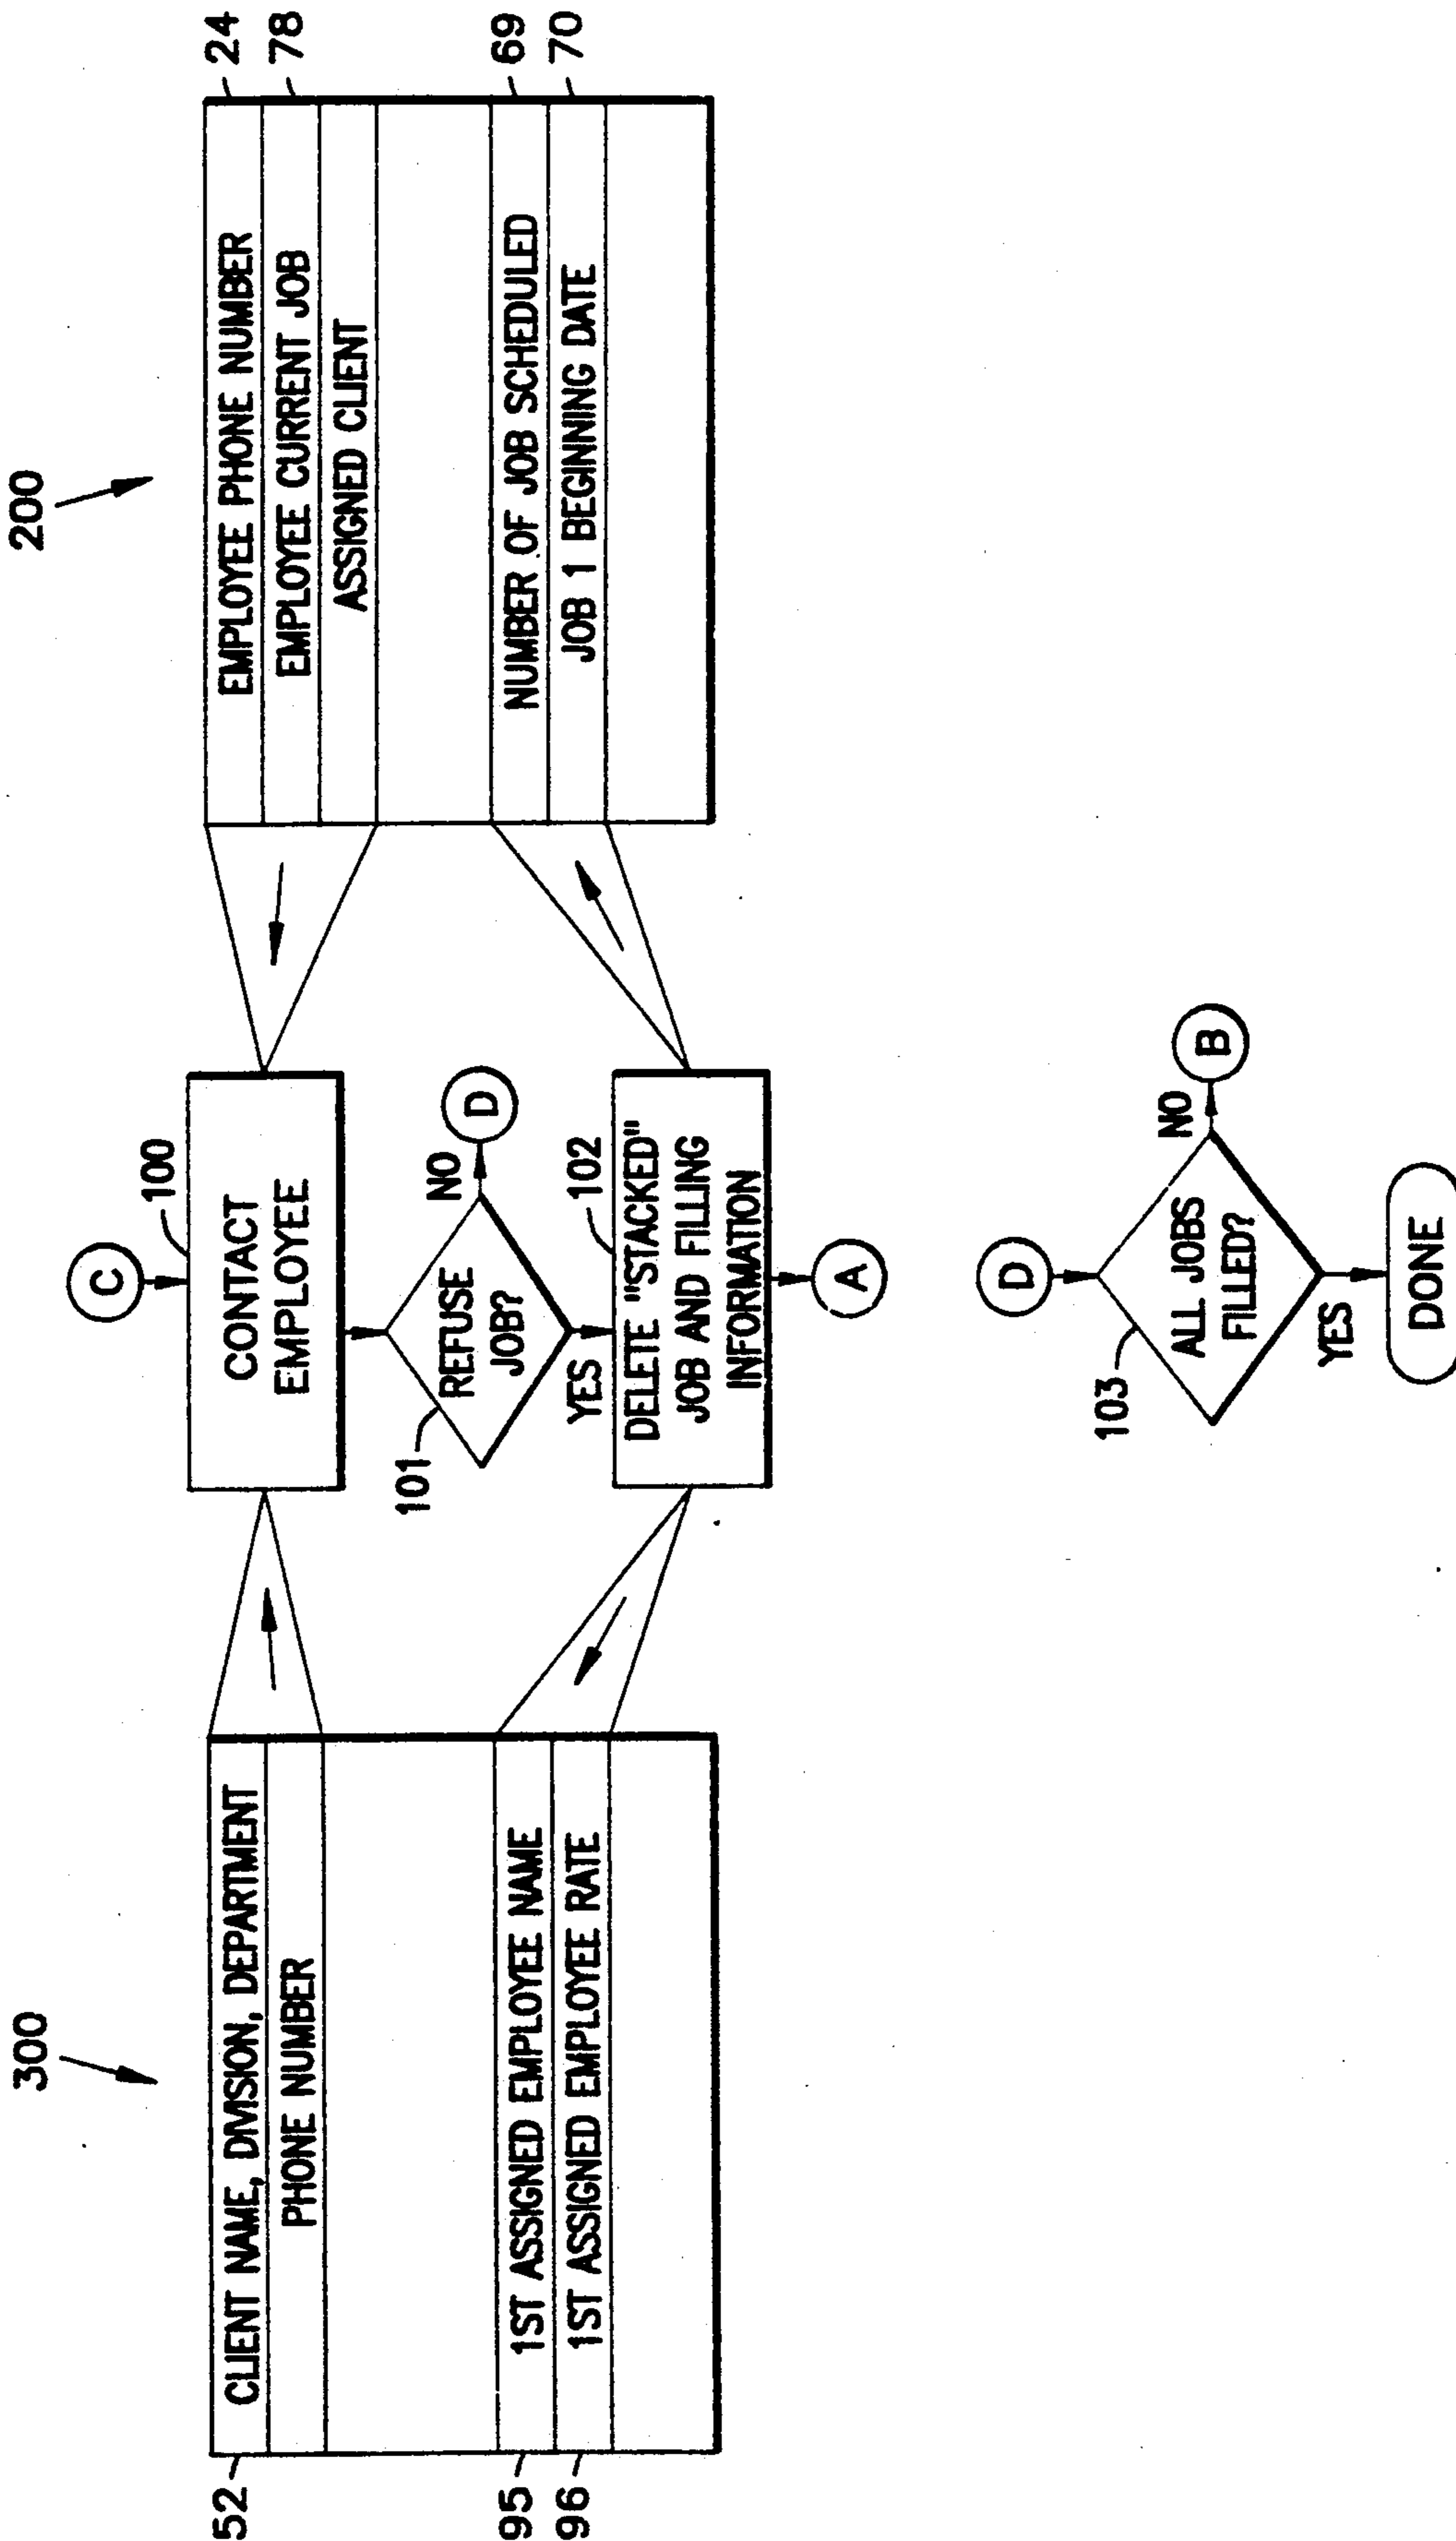 300
200
52
CLIENT NAME, DIVISION, DEPARTMENT
PHONE NUMBER
95
1ST ASSIGNED EMPLOYEE NAME
96
1ST ASSIGNED EMPLOYEE RATE
C
100
CONTACT
EMPLOYEE
101
REFUSE
JOB?
NO
D
YES
102
DELETE "STACKED"
JOB AND FILLING
INFORMATION
A
EMPLOYEE PHONE NUMBER
24
EMPLOYEE CURRENT JOB
78
ASSIGNED CLIENT
NUMBER OF JOB SCHEDULED
69
JOB 1 BEGINNING DATE
70
D
103
ALL JOBS
FILLED?
NO
B
YES
DONE